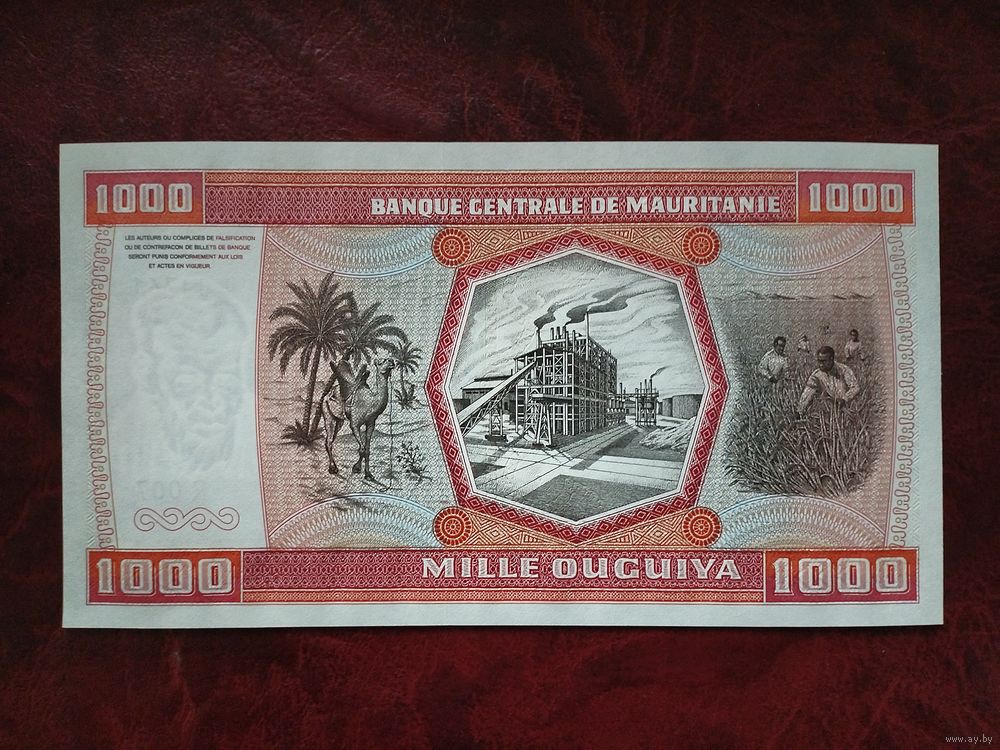 1000
BANQUE CENTRALE DE MAURITANIE
1000
LES AUTEURS OU COMPLICES DE FALSIFICATION
OU DE CONTREFACON DE BILLETS DE BANQUE
SERONT PUNIS CONFORMEMENT AUX LOIS
ET ACTES EN VIGUEUR.
1000
MILLE OUGUIYA
1000
www.ay.by